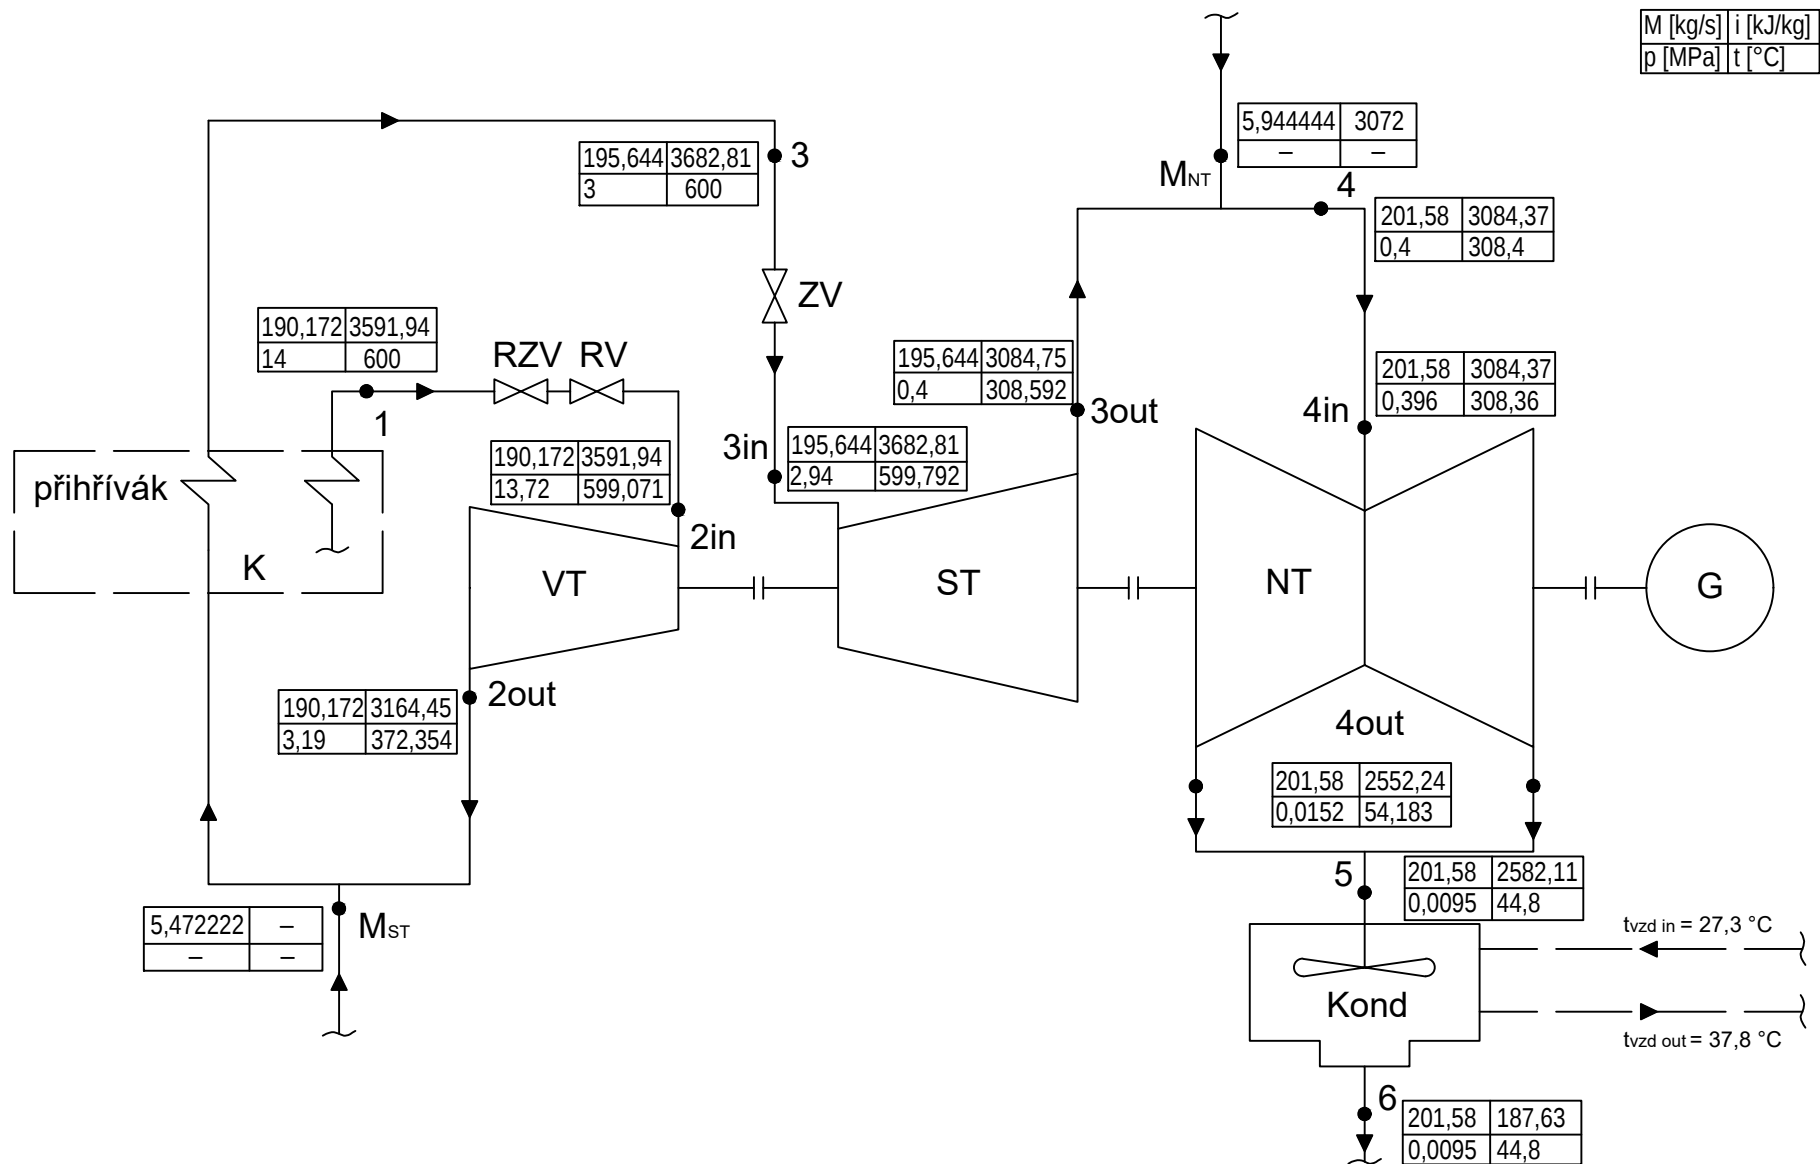 M [kg/s] i [kJ/kg]
p [MPa] t [°C]
5,944444 3072
– –
MNT
195,644 3682,81
3 600
3
4
201,58 3084,37
0,4 308,4
ZV
190,172 3591,94
14 600
1
RZV RV
195,644 3084,75
0,4 308,592
3out
201,58 3084,37
0,396 308,36
4in
3in
195,644 3682,81
2,94 599,792
190,172 3591,94
13,72 599,071
2in
přihřívák
K
VT
ST
NT
G
190,172 3164,45
3,19 372,354
2out
4out
201,58 2552,24
0,0152 54,183
5
201,58 2582,11
0,0095 44,8
5,472222 –
– –
MST
tvzd in = 27,3 °C
Kond
tvzd out = 37,8 °C
6
201,58 187,63
0,0095 44,8